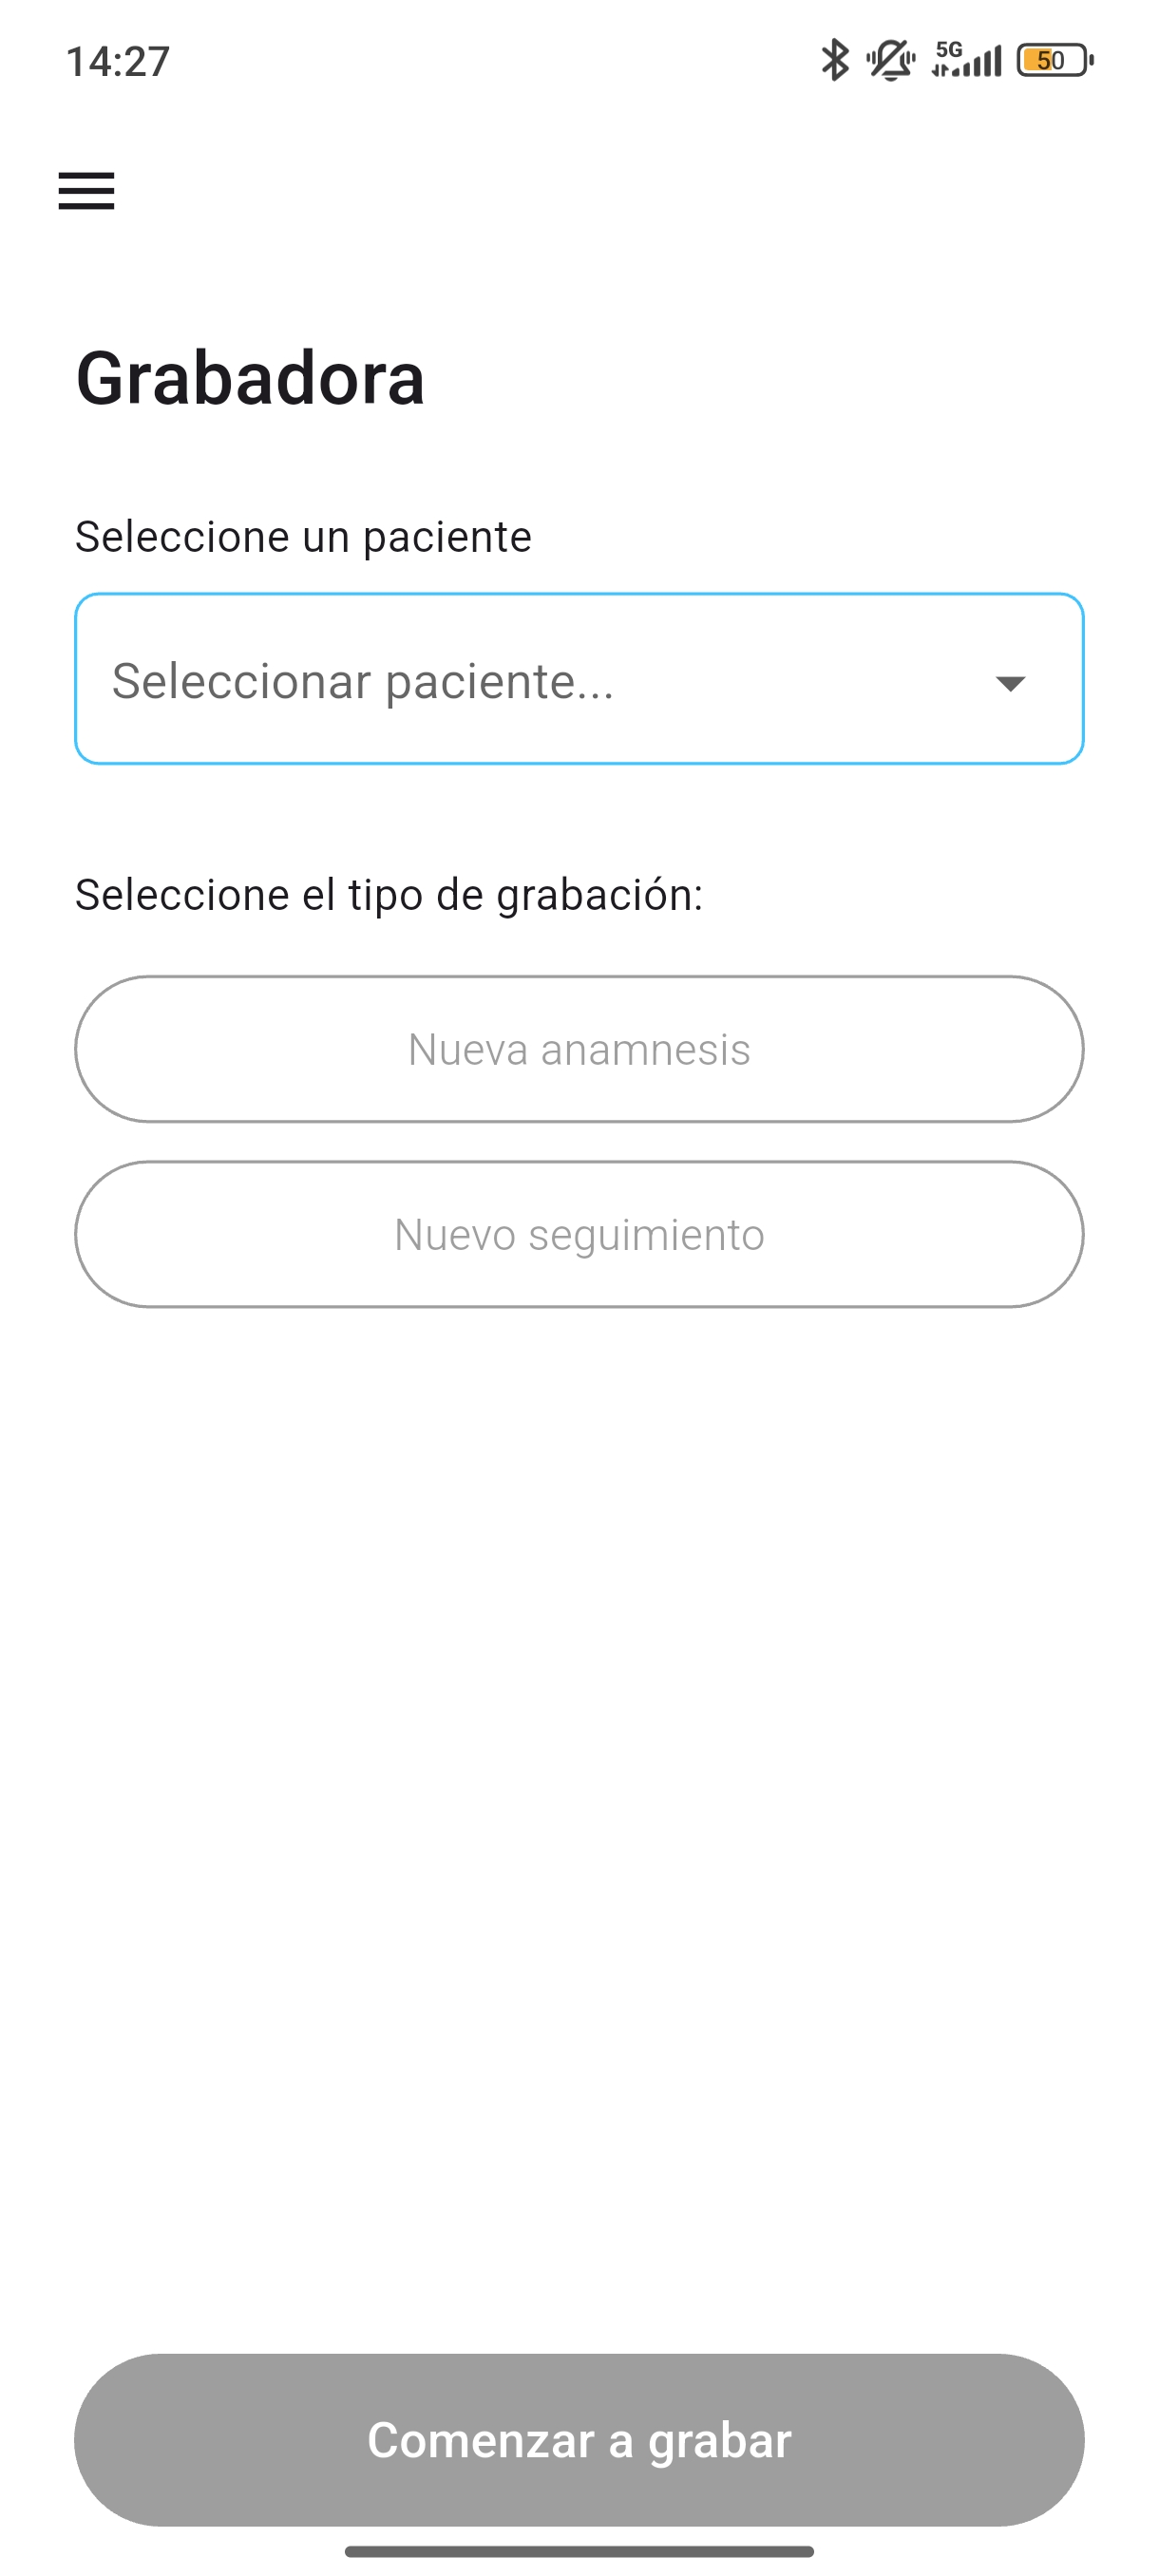 14:27
5G
50
Grabadora
Seleccione un paciente
Seleccionar paciente...
Seleccione el tipo de grabación:
Nueva anamnesis
Nuevo seguimiento
Comenzar a grabar